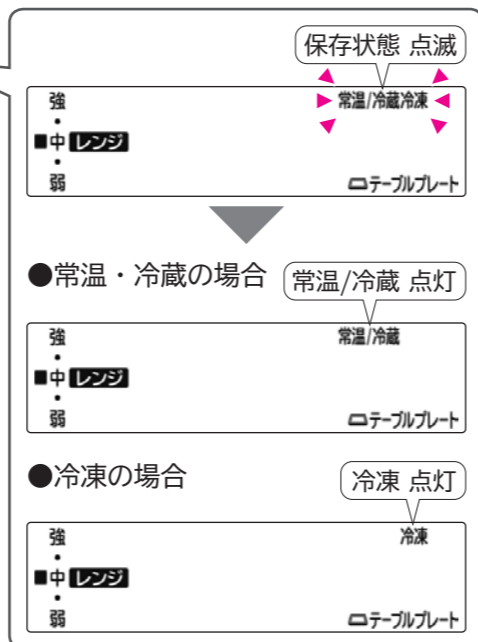 保存状態 点滅
強
常温/冷蔵冷凍
・
■中 レンジ
・
弱
テーブルプレート
●常温・冷蔵の場合
常温/冷蔵 点灯
強
常温/冷蔵
・
■中 レンジ
・
弱
テーブルプレート
●冷凍の場合
冷凍 点灯
強
冷凍
・
■中 レンジ
・
弱
テーブルプレート